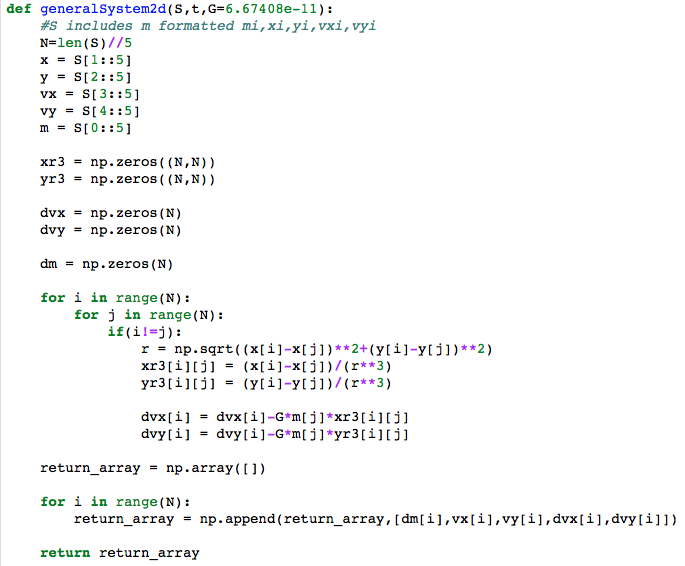 def generalSystem2d(S,t,G=6.67408e-11):
    #S includes m formatted mi,xi,yi,vxi,vyi
    N=len(S)//5
    x = S[1::5]
    y = S[2::5]
    vx = S[3::5]
    vy = S[4::5]
    m = S[0::5]

    xr3 = np.zeros((N,N))
    yr3 = np.zeros((N,N))

    dvx = np.zeros(N)
    dvy = np.zeros(N)

    dm = np.zeros(N)

    for i in range(N):
        for j in range(N):
            if(i!=j):
                r = np.sqrt((x[i]-x[j])**2+(y[i]-y[j])**2)
                xr3[i][j] = (x[i]-x[j])/(r**3)
                yr3[i][j] = (y[i]-y[j])/(r**3)

                dvx[i] = dvx[i]-G*m[j]*xr3[i][j]
                dvy[i] = dvy[i]-G*m[j]*yr3[i][j]

    return_array = np.array([])

    for i in range(N):
        return_array = np.append(return_array,[dm[i],vx[i],vy[i],dvx[i],dvy[i]])

    return return_array